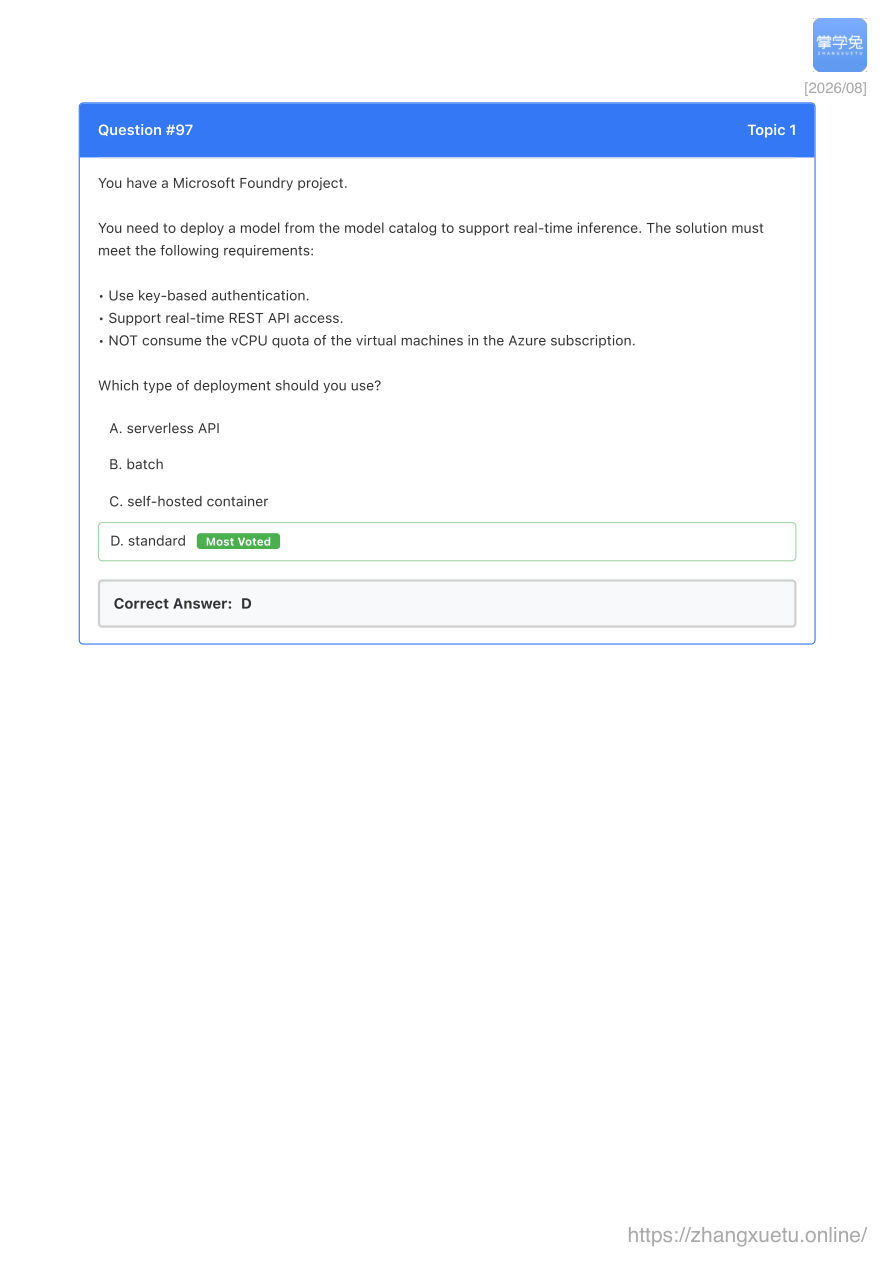 掌学兔
ZHANGXUETU
[2026/08]
Question #97
Topic 1
You have a Microsoft Foundry project.
You need to deploy a model from the model catalog to support real-time inference. The solution must
meet the following requirements:
• Use key-based authentication.
• Support real-time REST API access.
• NOT consume the vCPU quota of the virtual machines in the Azure subscription.
Which type of deployment should you use?
A. serverless API
B. batch
C. self-hosted container
D. standard Most Voted
Correct Answer: D
https://zhangxuetu.online/